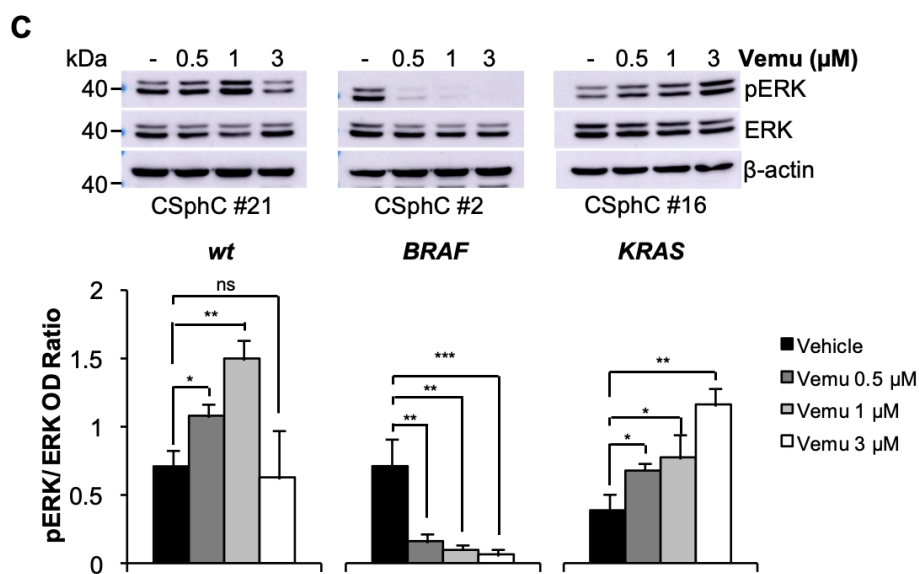 C
kDa - 0.5 1 3 - 0.5 1 3 - 0.5 1 3 Vemu (µM)
40 pERK
40 ERK
40 β-actin
CSphC #21 CSphC #2 CSphC #16
wt BRAF KRAS
pERK/ ERK OD Ratio
2
1.5
1
0.5
0
ns
**
*
***
**
**
**
*
*
Vehicle
Vemu 0.5 µM
Vemu 1 µM
Vemu 3 µM